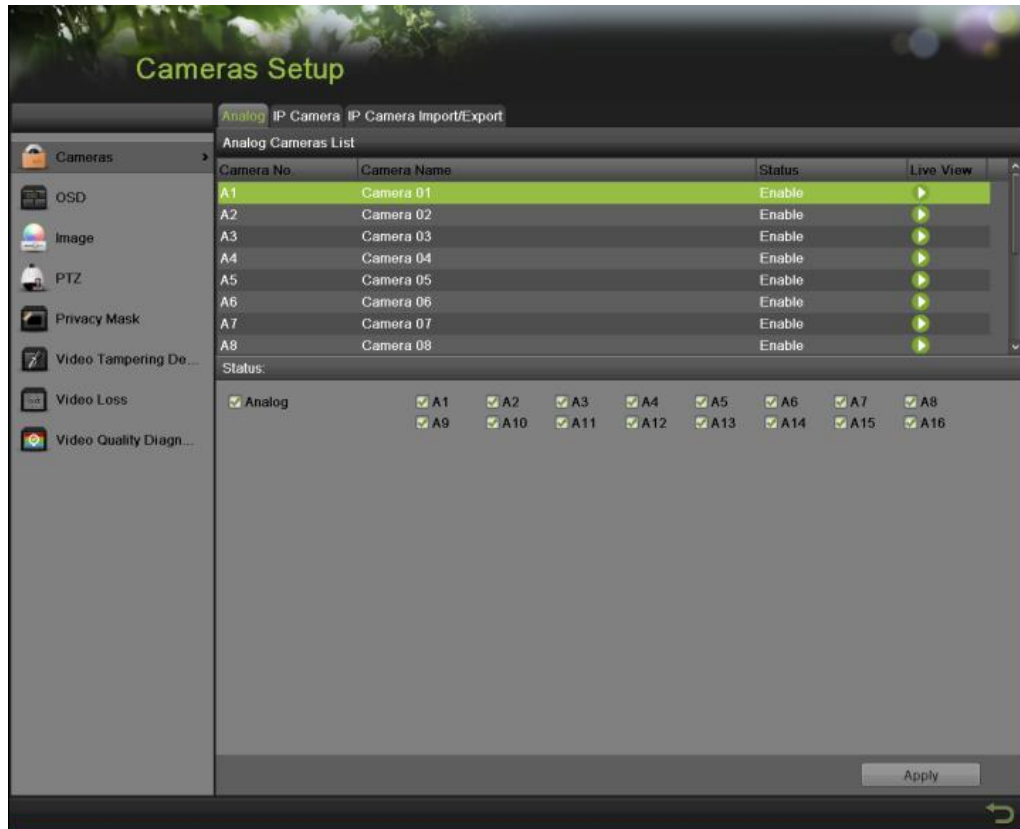 Cameras Setup
Analog IP Camera IP Camera Import/Export
Analog Cameras List
Cameras
OSD
Image
PTZ
Privacy Mask
Video Tampering De...
Video Loss
Video Quality Diagn...
Camera No. Camera Name Status Live View
A1 Camera 01 Enable
A2 Camera 02 Enable
A3 Camera 03 Enable
A4 Camera 04 Enable
A5 Camera 05 Enable
A6 Camera 06 Enable
A7 Camera 07 Enable
A8 Camera 08 Enable
Status:
Analog A1 A2 A3 A4 A5 A6 A7 A8
A9 A10 A11 A12 A13 A14 A15 A16
Apply